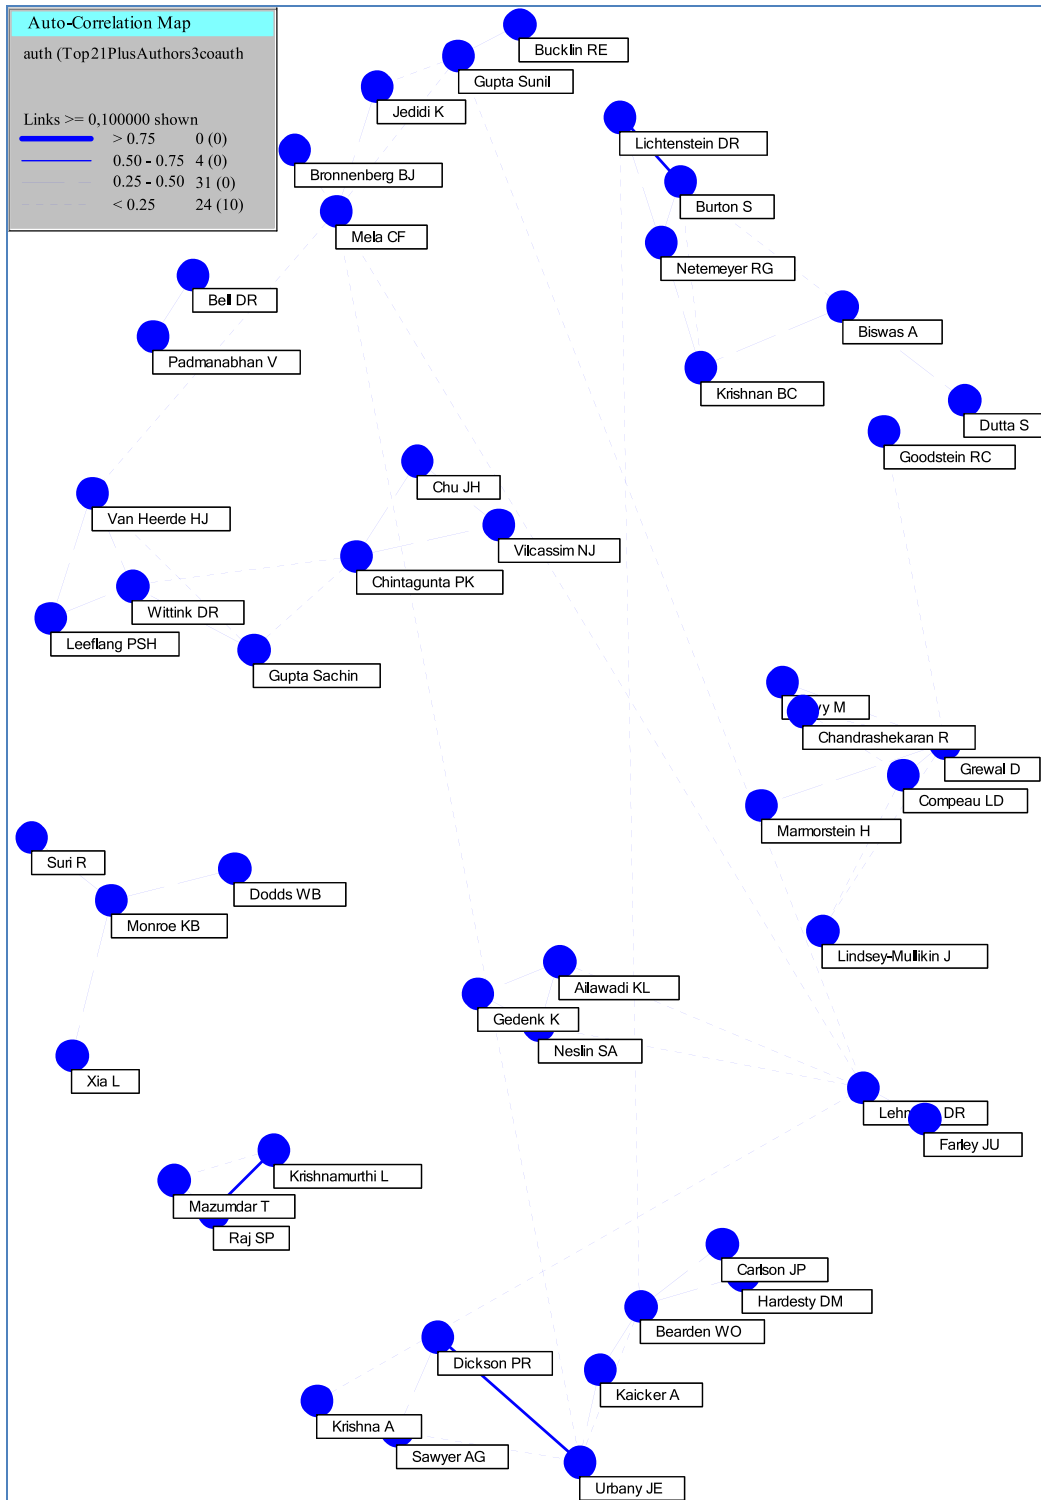 Auto-Correlation Map
auth (Top21PlusAuthors3coauth
Links >= 0,100000 shown
> 0.75 0 (0)
0.50 - 0.75 4 (0)
0.25 - 0.50 31 (0)
< 0.25 24 (10)
Bucklin RE
Gupta Sunil
Jedidi K
Lichtenstein DR
Bronnenberg BJ
Burton S
Mela CF
Netemeyer RG
Bell DR
Biswas A
Padmanabhan V
Krishnan BC
Dutta S
Goodstein RC
Chu JH
Van Heerde HJ
Vilcassim NJ
Chintagunta PK
Wittink DR
Leeflang PSH
Gupta Sachin
vy M
Chandrashekaran R
Grewal D
Compeau LD
Marmorstein H
Suri R
Dodds WB
Monroe KB
Lindsey-Mullikin J
Ailawadi KL
Gedenk K
Neslin SA
Xia L
Leh DR
Farley JU
Krishnamurthi L
Mazumdar T
Raj SP
Carlson JP
Hardesty DM
Bearden WO
Dickson PR
Kaicker A
Krishna A
Sawyer AG
Urbany JE